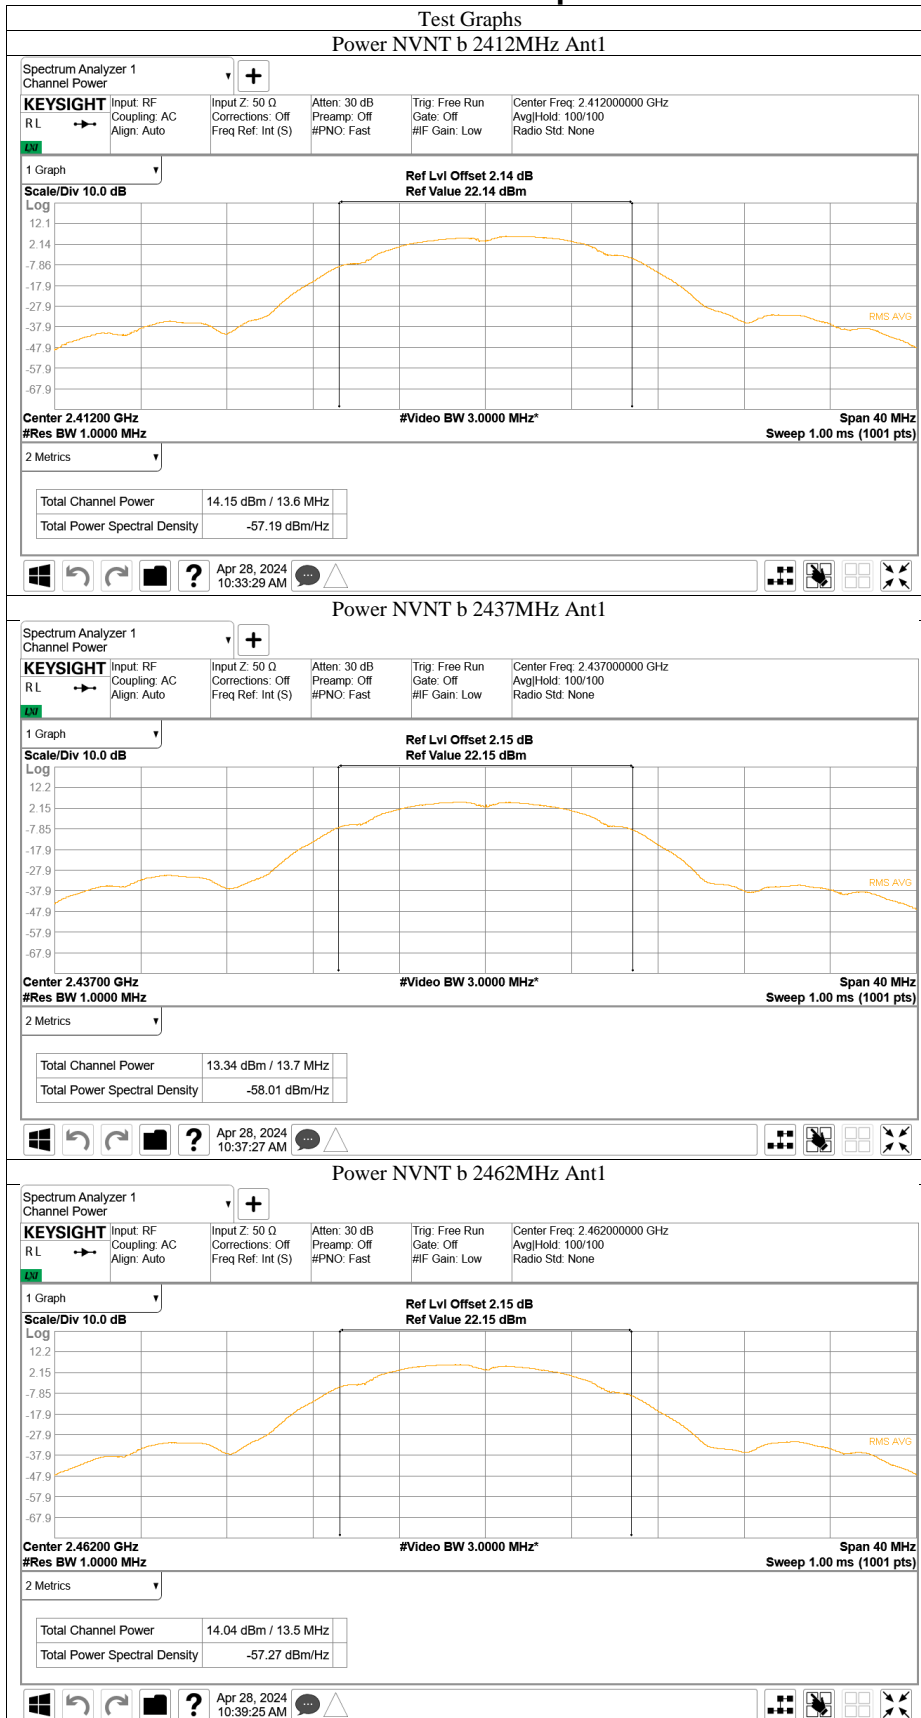 Test Graphs
Power NVNT b 2412MHz Ant1
Spectrum Analyzer 1
Channel Power
KEYSIGHT
R L
LXI
Input: RF
Coupling: AC
Align: Auto
Input Z: 50 Ω
Corrections: Off
Freq Ref: Int (S)
Atten: 30 dB
Preamp: Off
#PNO: Fast
Trig: Free Run
Gate: Off
#IF Gain: Low
Center Freq: 2.412000000 GHz
Avg|Hold: 100/100
Radio Std: None
1 Graph
Scale/Div 10.0 dB
Ref Lvl Offset 2.14 dB
Ref Value 22.14 dBm
Log
12.1
2.14
-7.86
-17.9
-27.9
-37.9
-47.9
-57.9
-67.9
RMS AVG
Center 2.41200 GHz
#Video BW 3.0000 MHz*
Span 40 MHz
#Res BW 1.0000 MHz
Sweep 1.00 ms (1001 pts)
2 Metrics
Total Channel Power 14.15 dBm / 13.6 MHz
Total Power Spectral Density -57.19 dBm/Hz
?
Apr 28, 2024
10:33:29 AM
Power NVNT b 2437MHz Ant1
Spectrum Analyzer 1
Channel Power
KEYSIGHT
R L
LXI
Input: RF
Coupling: AC
Align: Auto
Input Z: 50 Ω
Corrections: Off
Freq Ref: Int (S)
Atten: 30 dB
Preamp: Off
#PNO: Fast
Trig: Free Run
Gate: Off
#IF Gain: Low
Center Freq: 2.437000000 GHz
Avg|Hold: 100/100
Radio Std: None
1 Graph
Scale/Div 10.0 dB
Ref Lvl Offset 2.15 dB
Ref Value 22.15 dBm
Log
12.2
2.15
-7.85
-17.9
-27.9
-37.9
-47.9
-57.9
-67.9
RMS AVG
Center 2.43700 GHz
#Video BW 3.0000 MHz*
Span 40 MHz
#Res BW 1.0000 MHz
Sweep 1.00 ms (1001 pts)
2 Metrics
Total Channel Power 13.34 dBm / 13.7 MHz
Total Power Spectral Density -58.01 dBm/Hz
?
Apr 28, 2024
10:37:27 AM
Power NVNT b 2462MHz Ant1
Spectrum Analyzer 1
Channel Power
KEYSIGHT
R L
LXI
Input: RF
Coupling: AC
Align: Auto
Input Z: 50 Ω
Corrections: Off
Freq Ref: Int (S)
Atten: 30 dB
Preamp: Off
#PNO: Fast
Trig: Free Run
Gate: Off
#IF Gain: Low
Center Freq: 2.462000000 GHz
Avg|Hold: 100/100
Radio Std: None
1 Graph
Scale/Div 10.0 dB
Ref Lvl Offset 2.15 dB
Ref Value 22.15 dBm
Log
12.2
2.15
-7.85
-17.9
-27.9
-37.9
-47.9
-57.9
-67.9
RMS AVG
Center 2.46200 GHz
#Video BW 3.0000 MHz*
Span 40 MHz
#Res BW 1.0000 MHz
Sweep 1.00 ms (1001 pts)
2 Metrics
Total Channel Power 14.04 dBm / 13.5 MHz
Total Power Spectral Density -57.27 dBm/Hz
?
Apr 28, 2024
10:39:25 AM